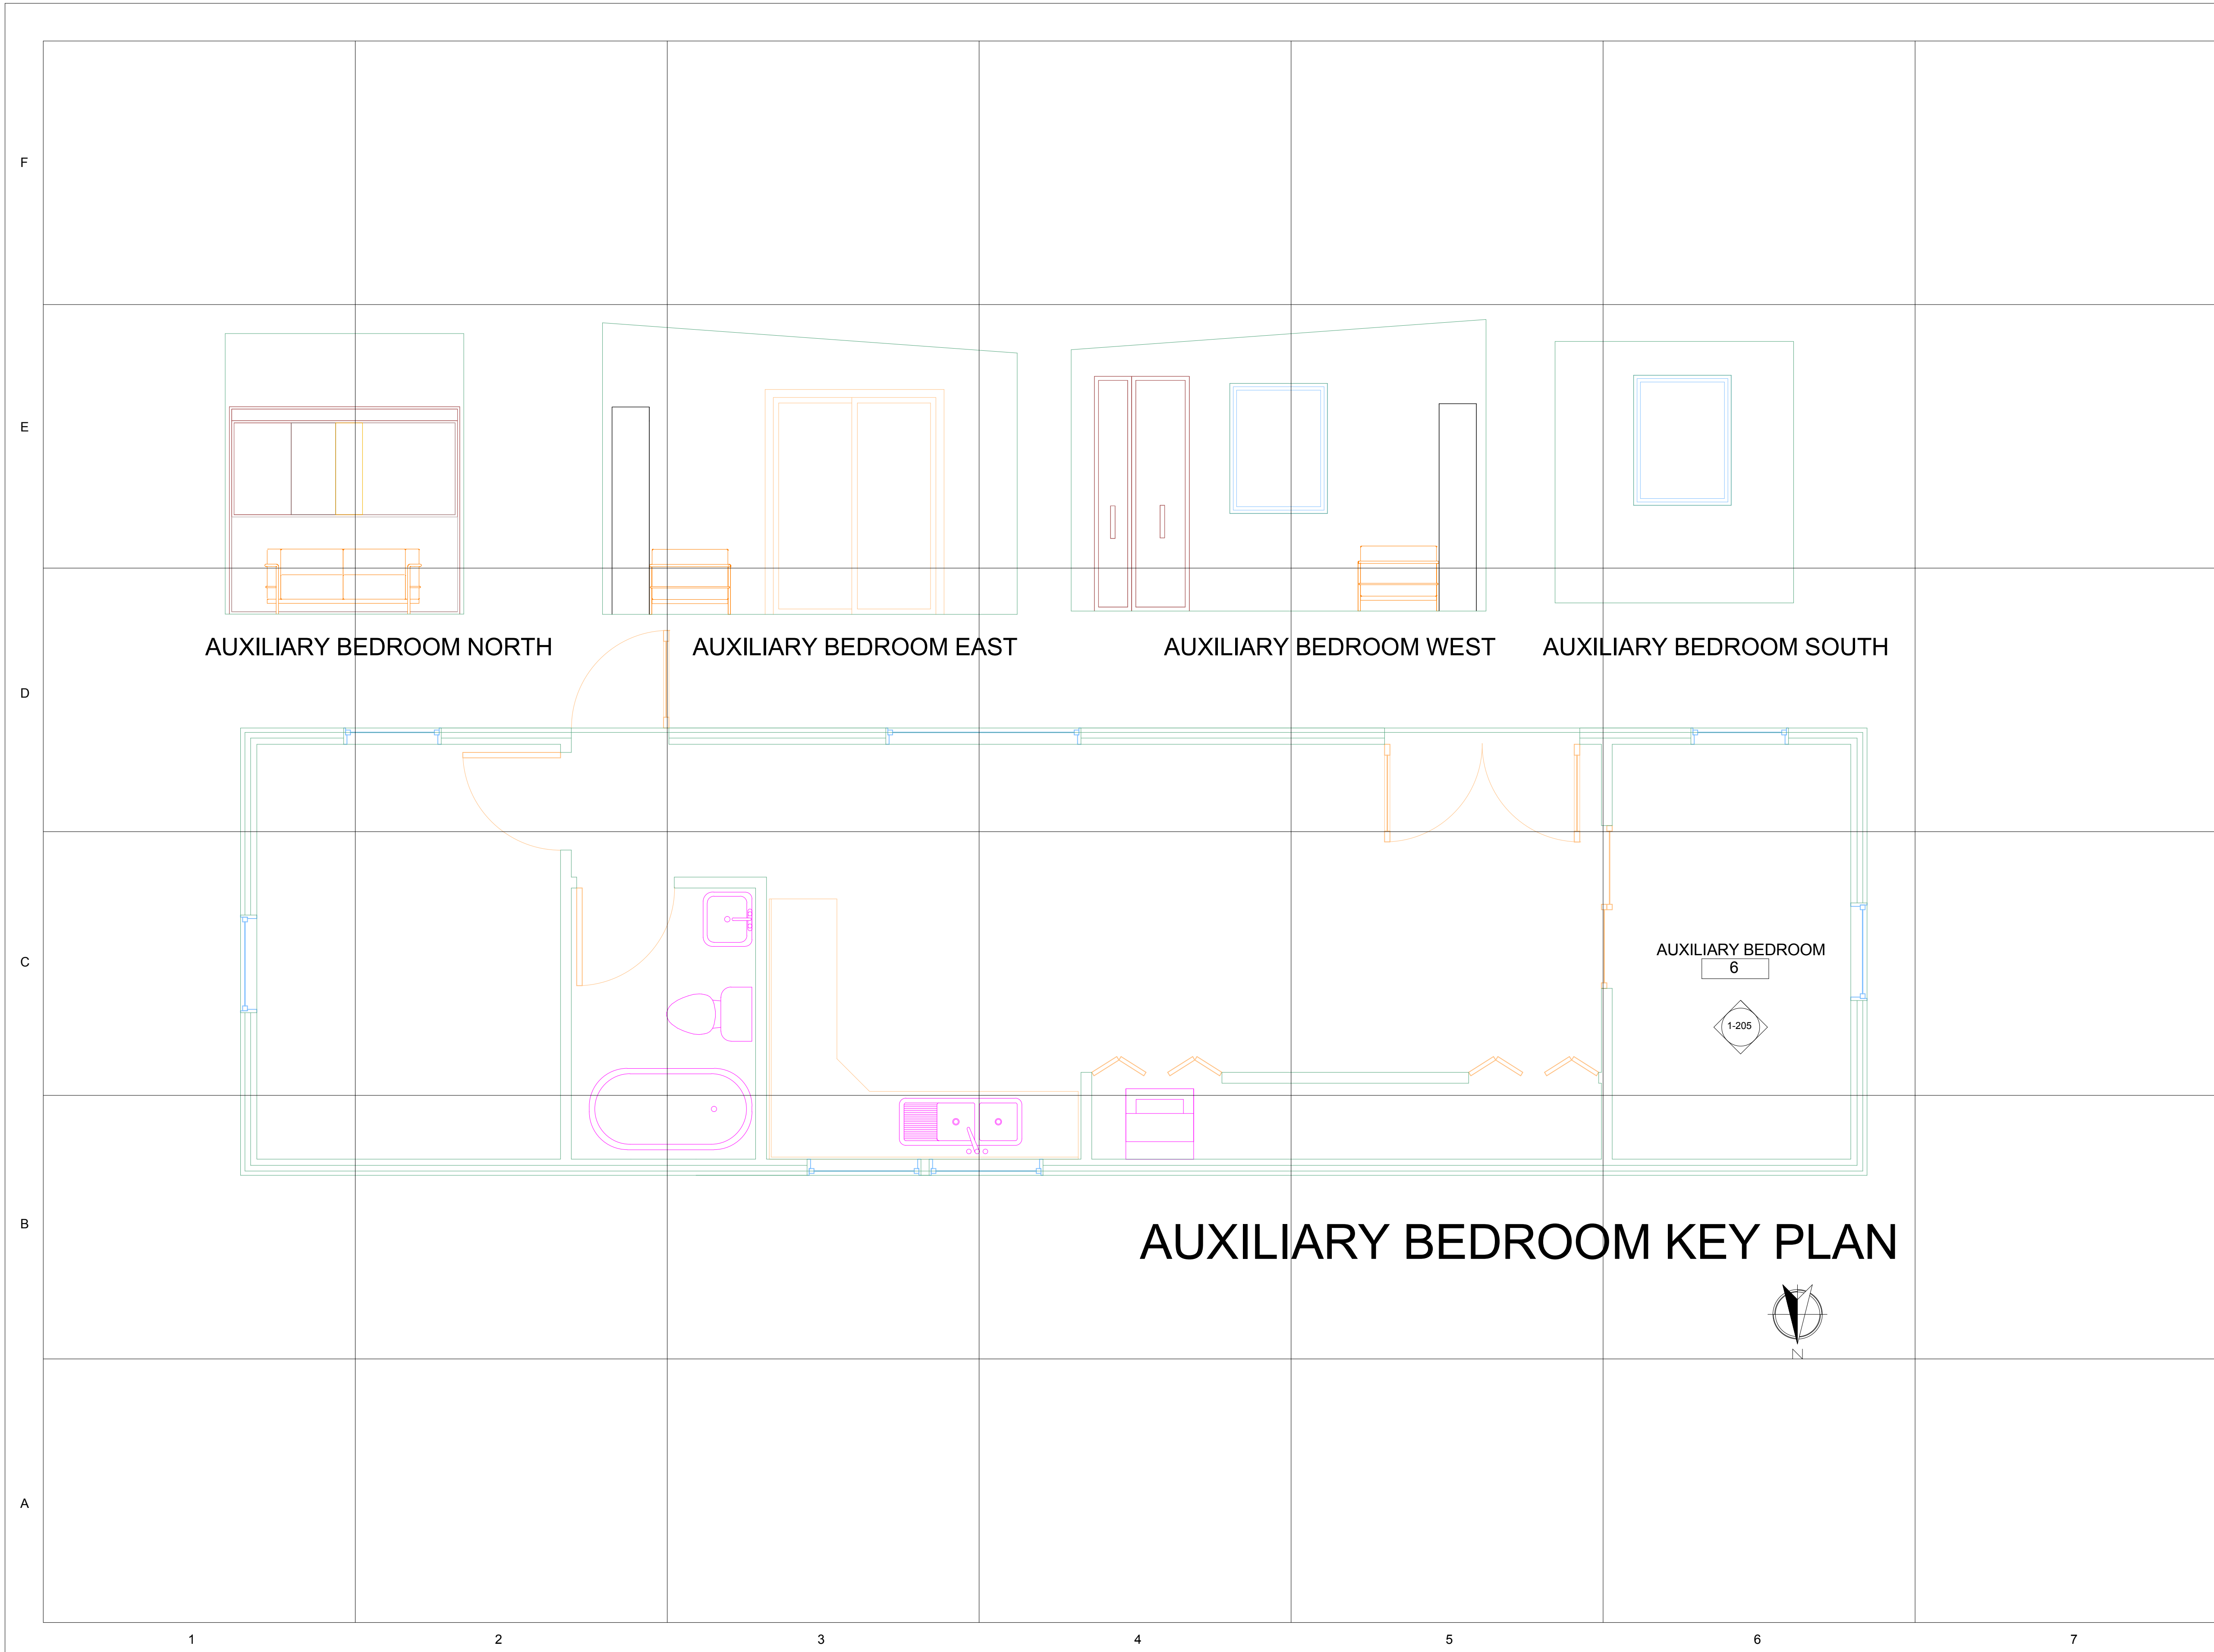 F
E
AUXILIARY BEDROOM NORTH
AUXILIARY BEDROOM EAST
AUXILIARY BEDROOM WEST
AUXILIARY BEDROOM SOUTH
D
C
AUXILIARY BEDROOM
6
1-205
B
AUXILIARY BEDROOM KEY PLAN
N
A
1
2
3
4
5
6
7